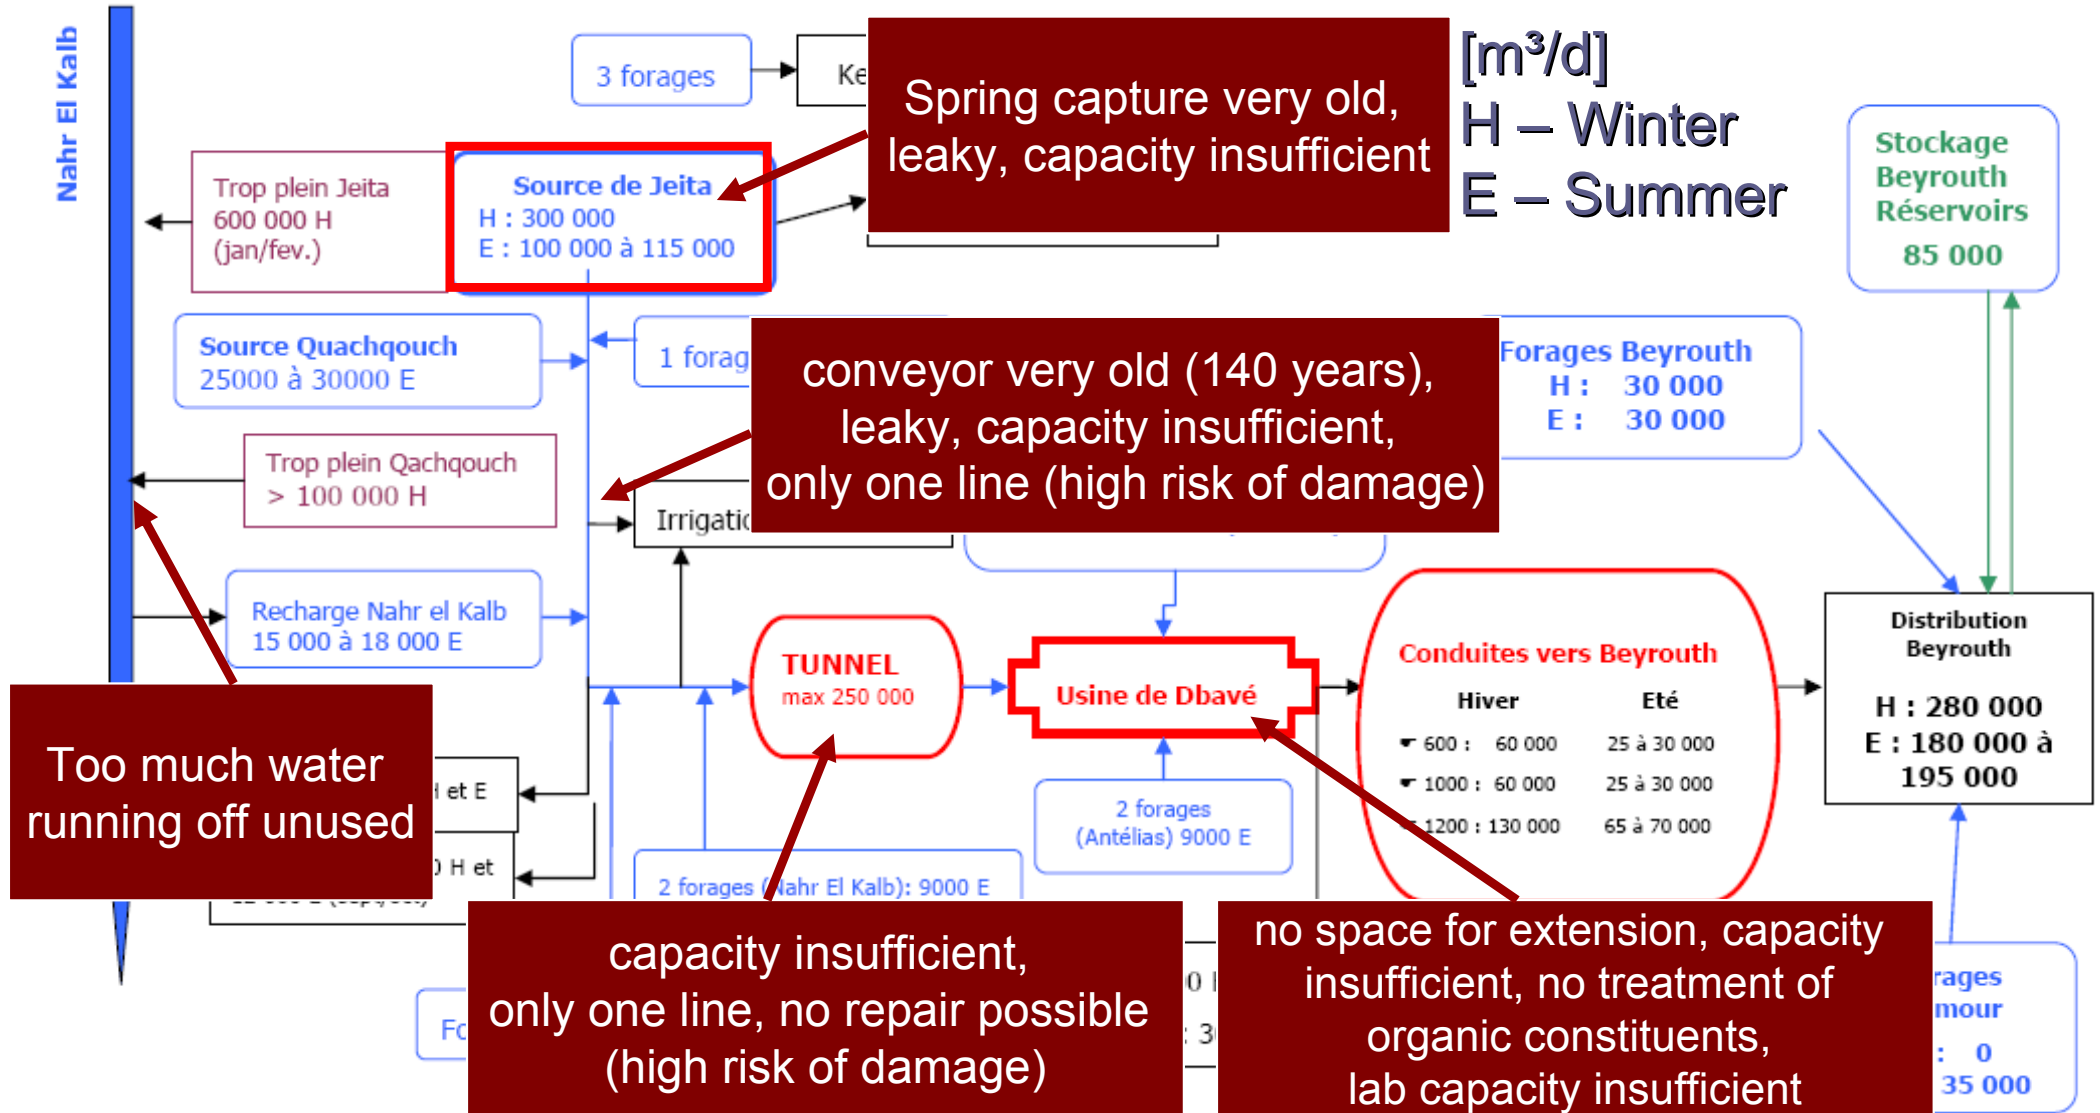 Nahr El Kalb
3 forages
Spring capture very old,
leaky, capacity insufficient
[m³/d]
H – Winter
E – Summer
Stockage
Beyrouth
Réservoirs
85 000
Trop plein Jeita
600 000 H
(jan/fev.)
Source de Jeita
H : 300 000
E : 100 000 à 115 000
Source Quachqouch
25000 à 30000 E
1 forag
conveyor very old (140 years),
leaky, capacity insufficient,
only one line (high risk of damage)
Forages Beyrouth
H : 30 000
E : 30 000
Trop plein Qachqouch
> 100 000 H
Irrigatio
Recharge Nahr el Kalb
15 000 à 18 000 E
TUNNEL
max 250 000
Usine de Dbayé
Conduites vers Beyrouth
Hiver Eté
600 : 60 000 25 à 30 000
1000 : 60 000 25 à 30 000
1200 : 130 000 65 à 70 000
Distribution
Beyrouth
H : 280 000
E : 180 000 à
195 000
Too much water
running off unused
et E
H et
2 forages
(Antélias) 9000 E
2 forages (Nahr El Kalb): 9000 E
capacity insufficient,
only one line, no repair possible
(high risk of damage)
no space for extension, capacity
insufficient, no treatment of
organic constituents,
lab capacity insufficient
rages
mour
: 0
35 000